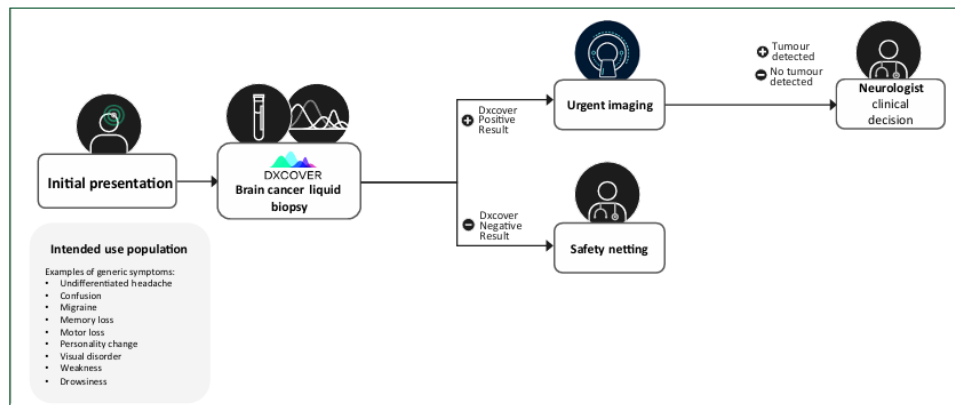 Initial presentation
DXCOVER
Brain cancer liquid
biopsy
Dxcover
Positive
Result
Urgent imaging
Tumour
detected
No tumour
detected
Neurologist
clinical
decision
Dxcover
Negative
Result
Safety netting
Intended use population
Examples of generic symptoms:
• Undifferentiated headache
• Confusion
• Migraine
• Memory loss
• Motor loss
• Personality change
• Visual disorder
• Weakness
• Drowsiness